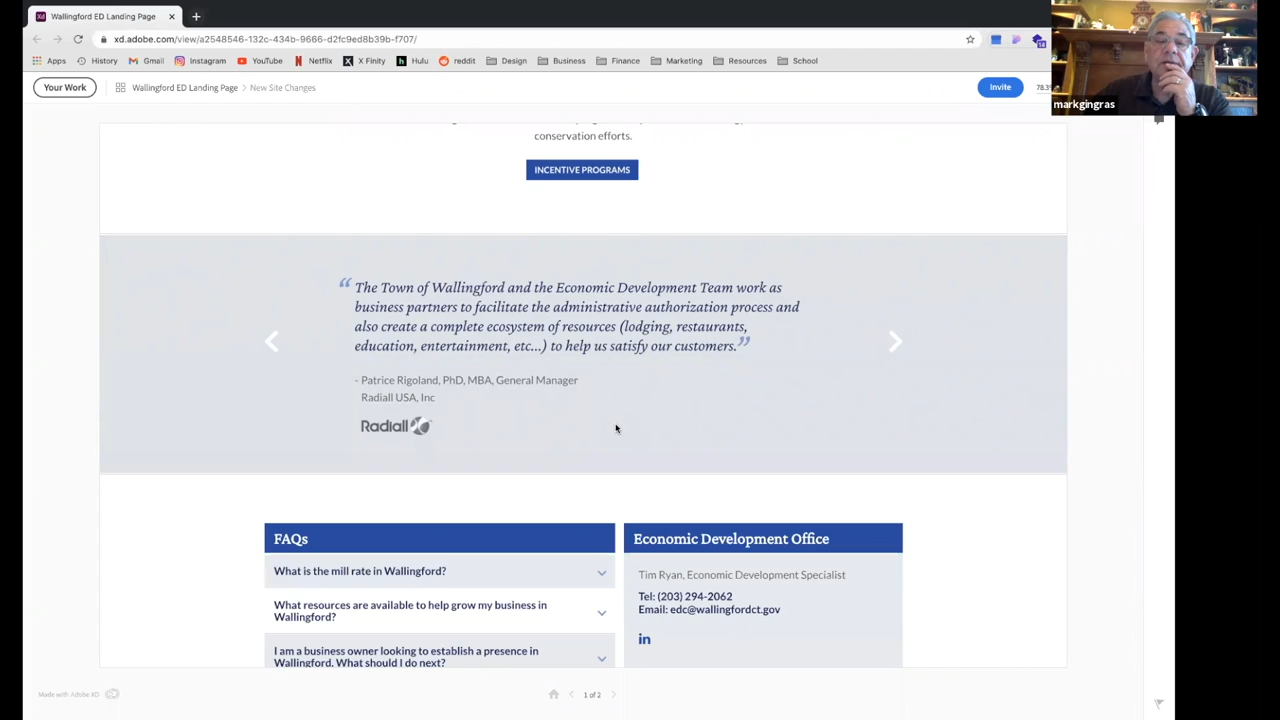 Wallingford ED Landing Page
xd.adobe.com/view/a2548546-132c-434b-9666-d2fc9ed8b39b-f707/
Apps History Gmail Instagram YouTube Netflix X Finity Hulu reddit Design Business Finance Marketing Resources School
Your Work Wallingford ED Landing Page > New Site Changes Invite
markgingras
conservation efforts.
INCENTIVE PROGRAMS
“ The Town of Wallingford and the Economic Development Team work as
business partners to facilitate the administrative authorization process and
also create a complete ecosystem of resources (lodging, restaurants,
education, entertainment, etc...) to help us satisfy our customers.”
- Patrice Rigoland, PhD, MBA, General Manager
Radiall USA, Inc
Radiall
FAQs
What is the mill rate in Wallingford?
What resources are available to help grow my business in
Wallingford?
I am a business owner looking to establish a presence in
Wallingford. What should I do next?
Economic Development Office
Tim Ryan, Economic Development Specialist
Tel: (203) 294-2062
Email: edc@wallingfordct.gov
in
Made with Adobe XD
1 of 2